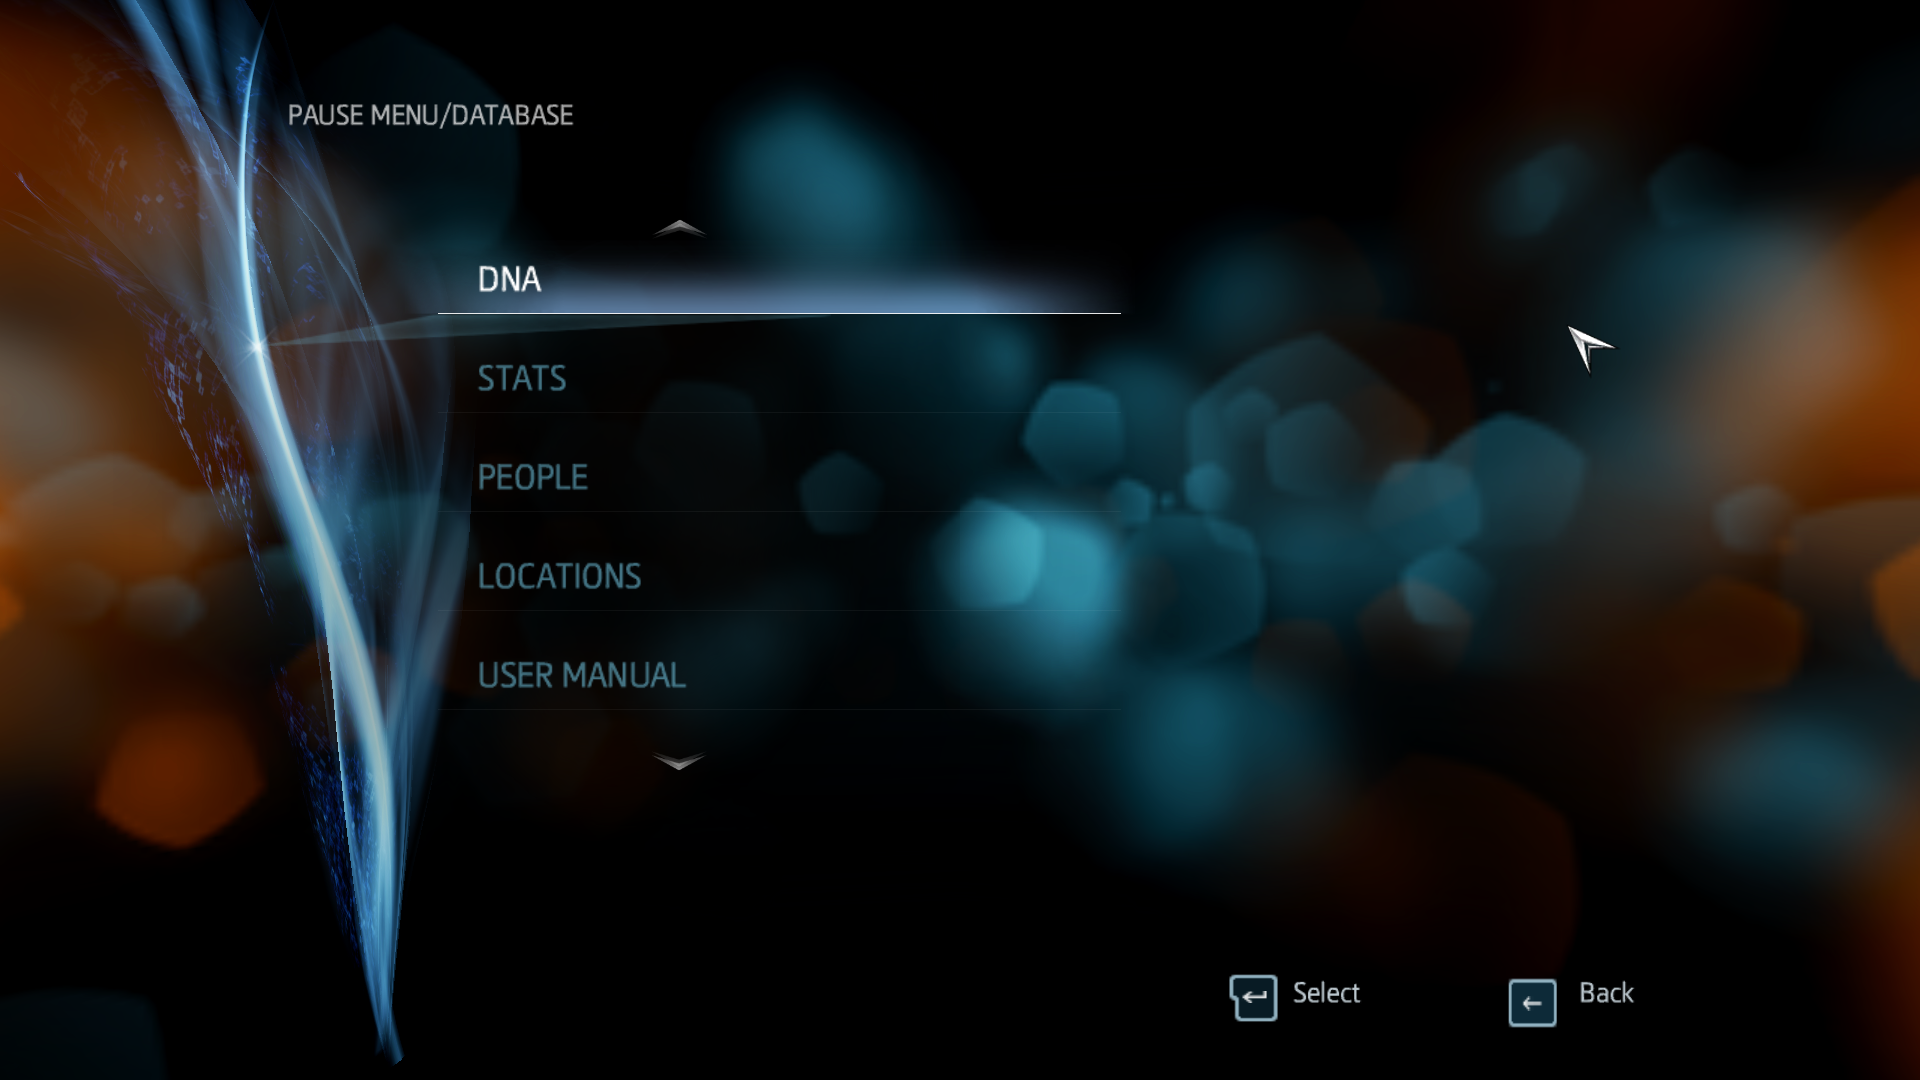 PAUSE MENU/DATABASE
DNA
STATS
PEOPLE
LOCATIONS
USER MANUAL
Select
Back